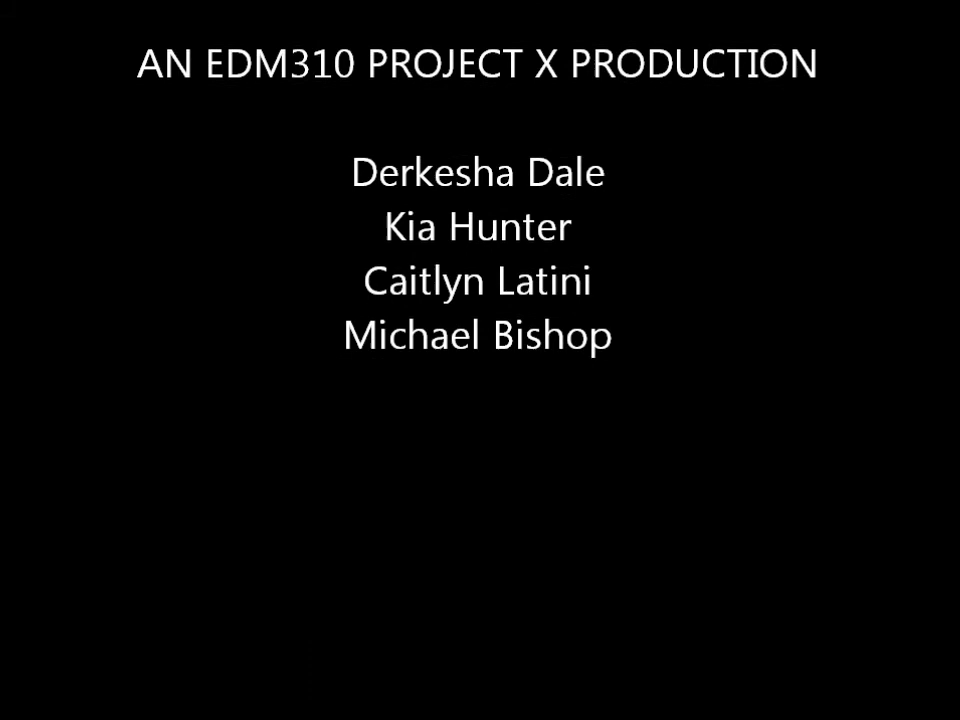 AN EDM310 PROJECT X PRODUCTION
Derkesha Dale
Kia Hunter
Caitlyn Latini
Michael Bishop